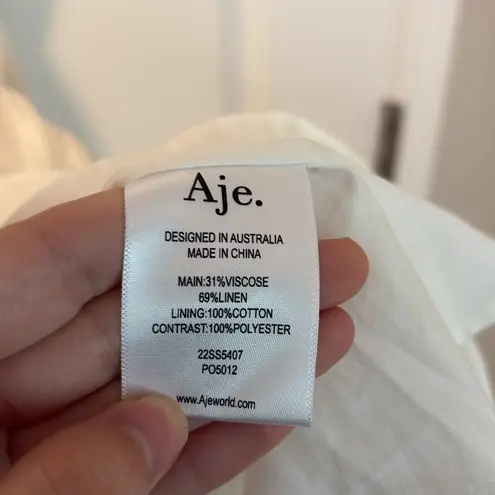 Aje.
DESIGNED IN AUSTRALIA
MADE IN CHINA
MAIN:31%VISCOSE
69%LINEN
LINING:100%COTTON
CONTRAST:100%POLYESTER
22SS5407
PO5012
www.Ajeworld.com